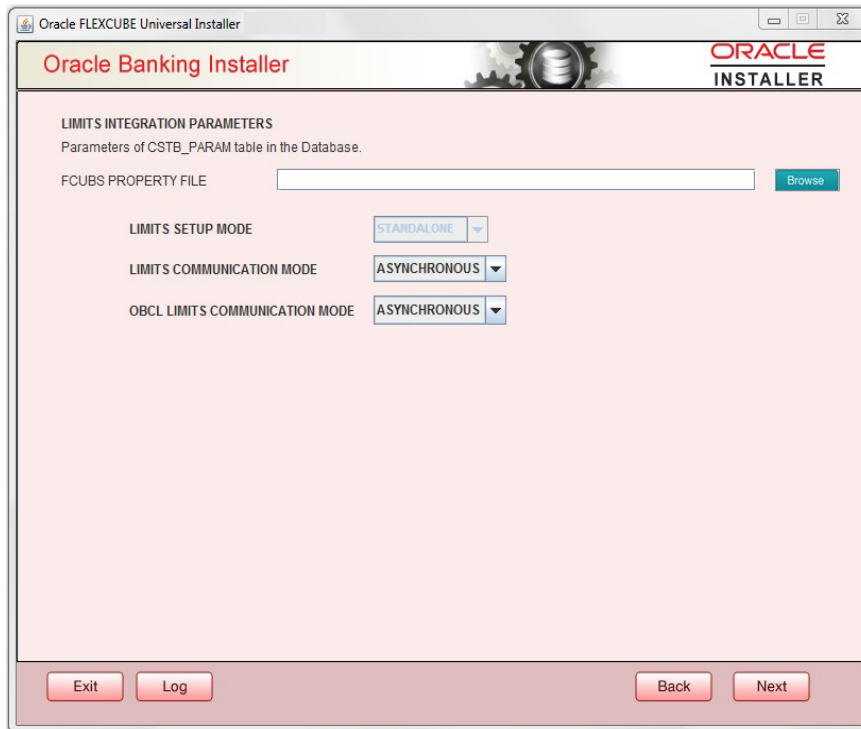 Oracle FLEXCUBE Universal Installer
Oracle Banking Installer
ORACLE
INSTALLER
LIMITS INTEGRATION PARAMETERS
Parameters of CSTB_PARAM table in the Database.
FCUBS PROPERTY FILE Browse
LIMITS SETUP MODE STANDALONE
LIMITS COMMUNICATION MODE ASYNCHRONOUS
OBCL LIMITS COMMUNICATION MODE ASYNCHRONOUS
Exit Log Back Next